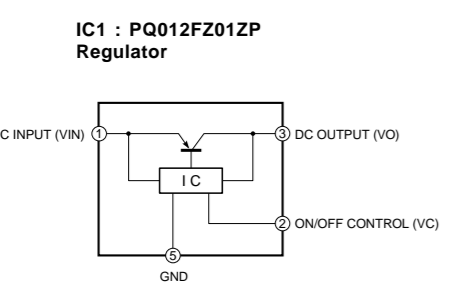 IC1 : PQ012FZ01ZP
Regulator
C INPUT (VIN) 1
3 DC OUTPUT (VO)
I C
2 ON/OFF CONTROL (VC)
5
GND